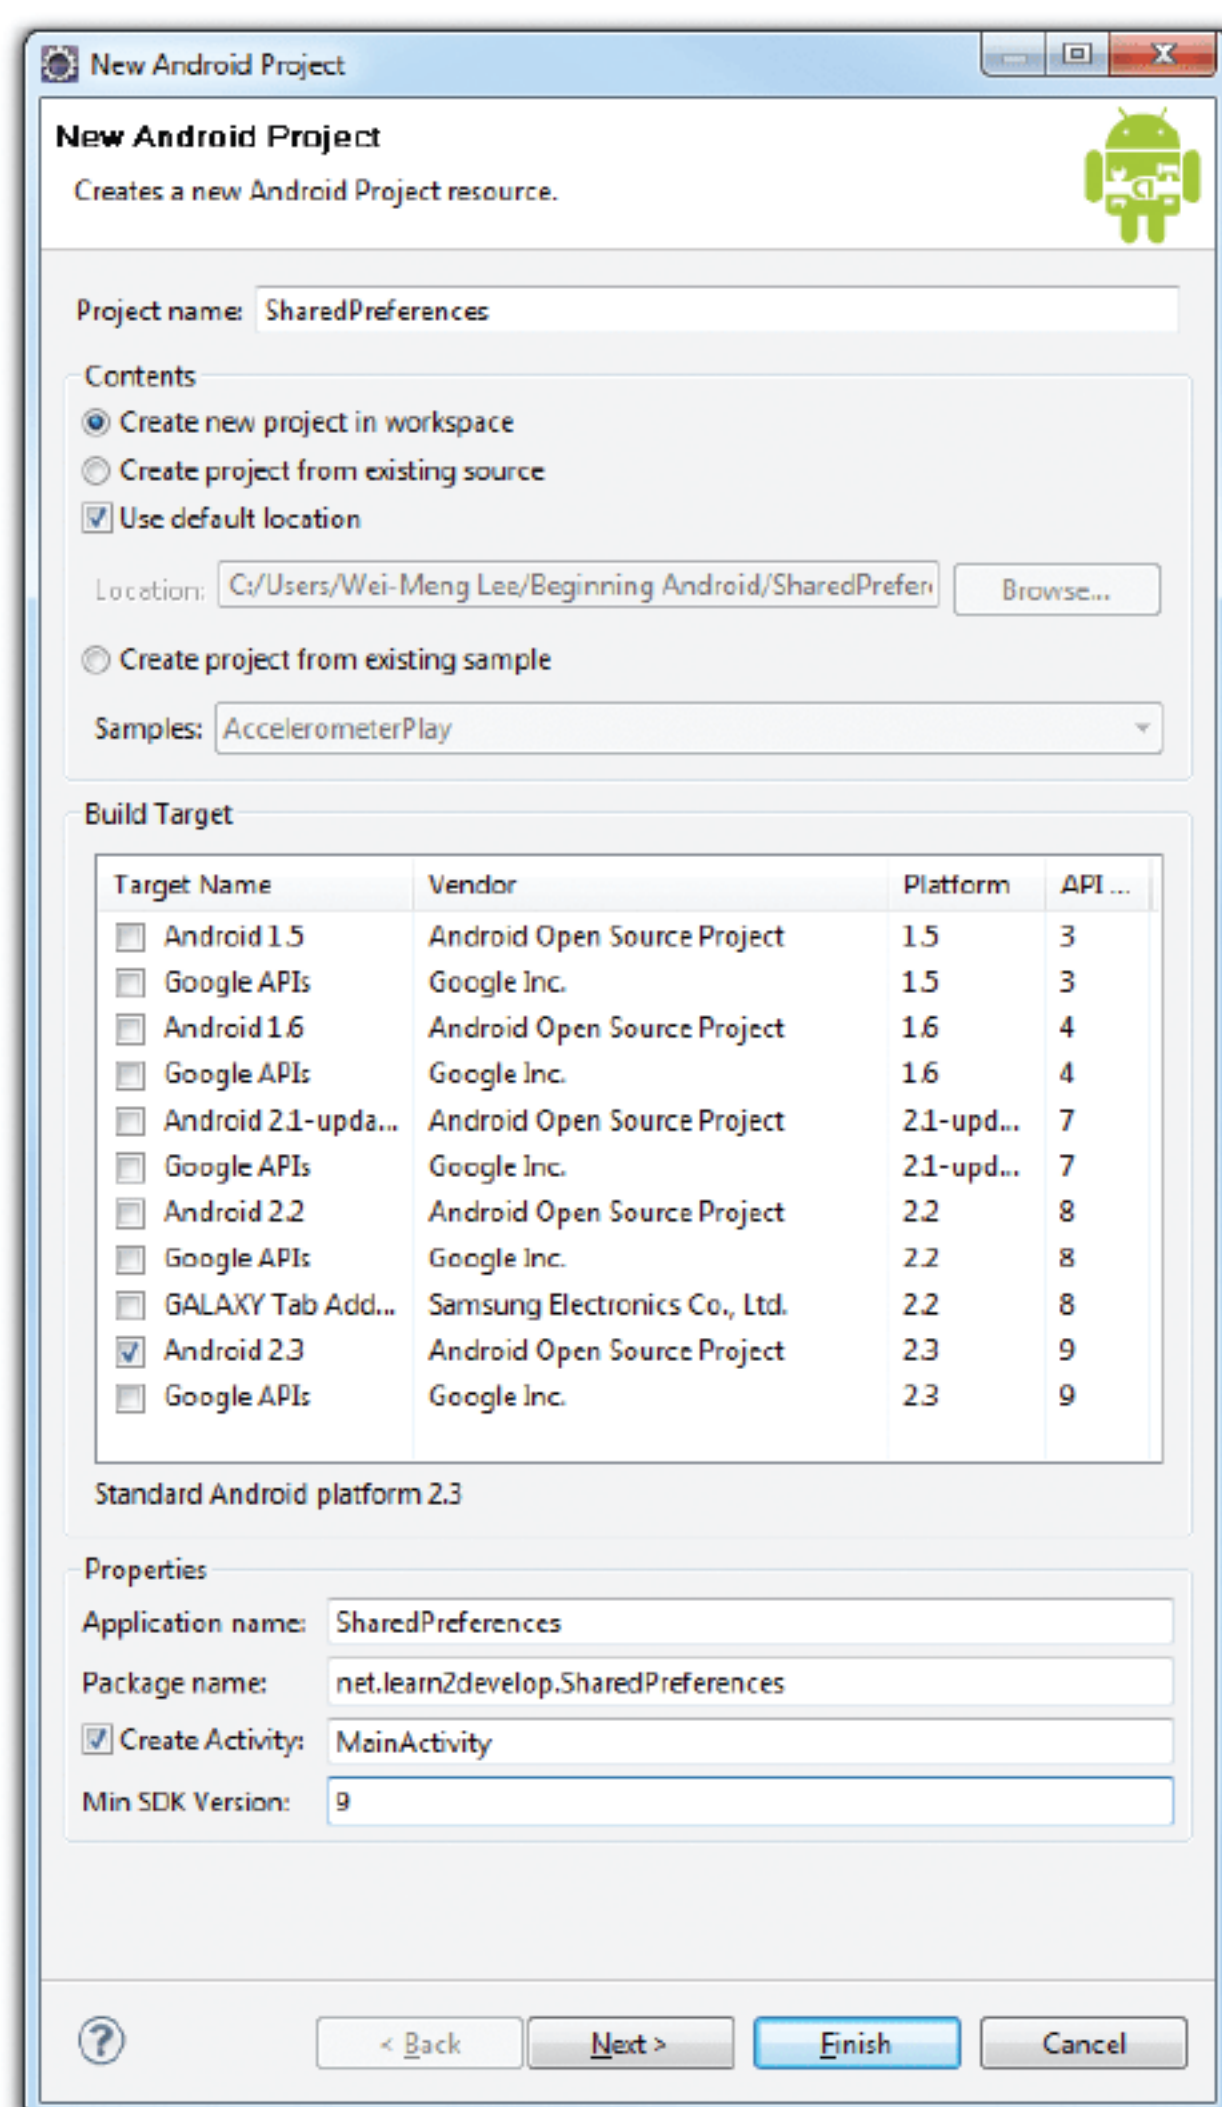 New Android Project
New Android Project
Creates a new Android Project resource.
Project name: SharedPreferences
Contents
Create new project in workspace
Create project from existing source
Use default location
Location: C:/Users/Wei-Meng Lee/Beginning Android/SharedPrefer Browse...
Create project from existing sample
Samples: AccelerometerPlay
Build Target
Target Name Vendor Platform API ...
Android 1.5 Android Open Source Project 1.5 3
Google APIs Google Inc. 1.5 3
Android 1.6 Android Open Source Project 1.6 4
Google APIs Google Inc. 1.6 4
Android 2.1-upda... Android Open Source Project 2.1-upd... 7
Google APIs Google Inc. 2.1-upd... 7
Android 2.2 Android Open Source Project 2.2 8
Google APIs Google Inc. 2.2 8
GALAXY Tab Add... Samsung Electronics Co., Ltd. 2.2 8
Android 2.3 Android Open Source Project 2.3 9
Google APIs Google Inc. 2.3 9
Standard Android platform 2.3
Properties
Application name: SharedPreferences
Package name: net.learn2develop.SharedPreferences
Create Activity: MainActivity
Min SDK Version: 9
? < Back Next > Finish Cancel